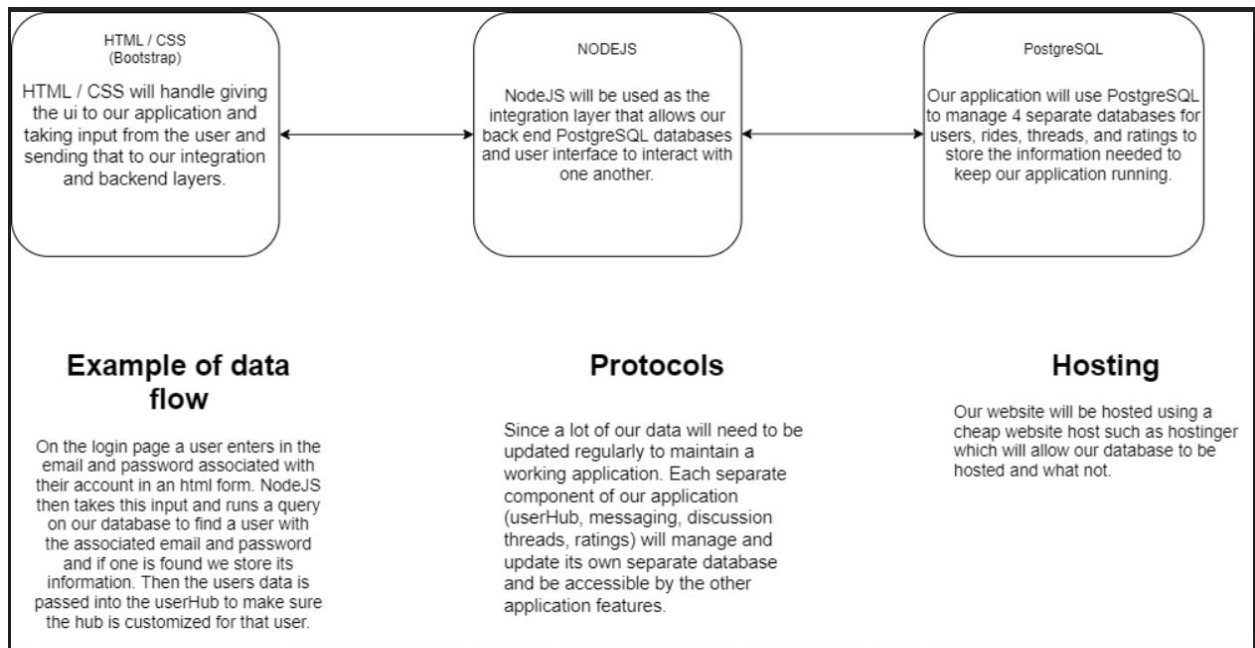 HTML / CSS
(Bootstrap)
HTML / CSS will handle giving
the ui to our application and
taking input from the user and
sending that to our integration
and backend layers.
NODEJS
NodeJS will be used as the
integration layer that allows our
back end PostgreSQL databases
and user interface to interact with
one another.
PostgreSQL
Our application will use PostgreSQL
to manage 4 separate databases for
users, rides, threads, and ratings to
store the information needed to
keep our application running.
Example of data
flow
On the login page a user enters in the
email and password associated with
their account in an html form. NodeJS
then takes this input and runs a query
on our database to find a user with
the associated email and password
and if one is found we store its
information. Then the users data is
passed into the userHub to make sure
the hub is customized for that user.
Protocols
Since a lot of our data will need to be
updated regularly to maintain a
working application. Each separate
component of our application
(userHub, messaging, discussion
threads, ratings) will manage and
update its own separate database
and be accessible by the other
application features.
Hosting
Our website will be hosted using a
cheap website host such as hostinger
which will allow our database to be
hosted and what not.